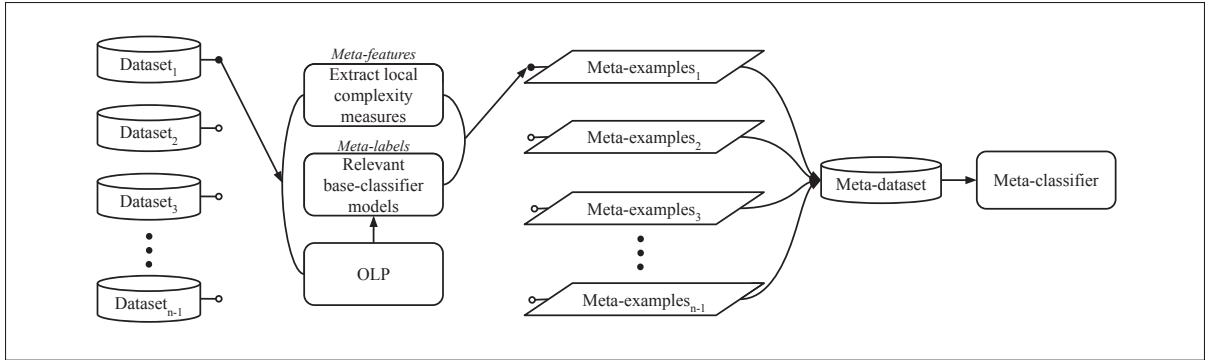 Dataset1
Dataset2
Dataset3
Datasetn-1
Meta-features
Extract local
complexity
measures
Meta-labels
Relevant
base-classifier
models
OLP
Meta-examples1
Meta-examples2
Meta-examples3
Meta-examplesn-1
Meta-dataset
Meta-classifier